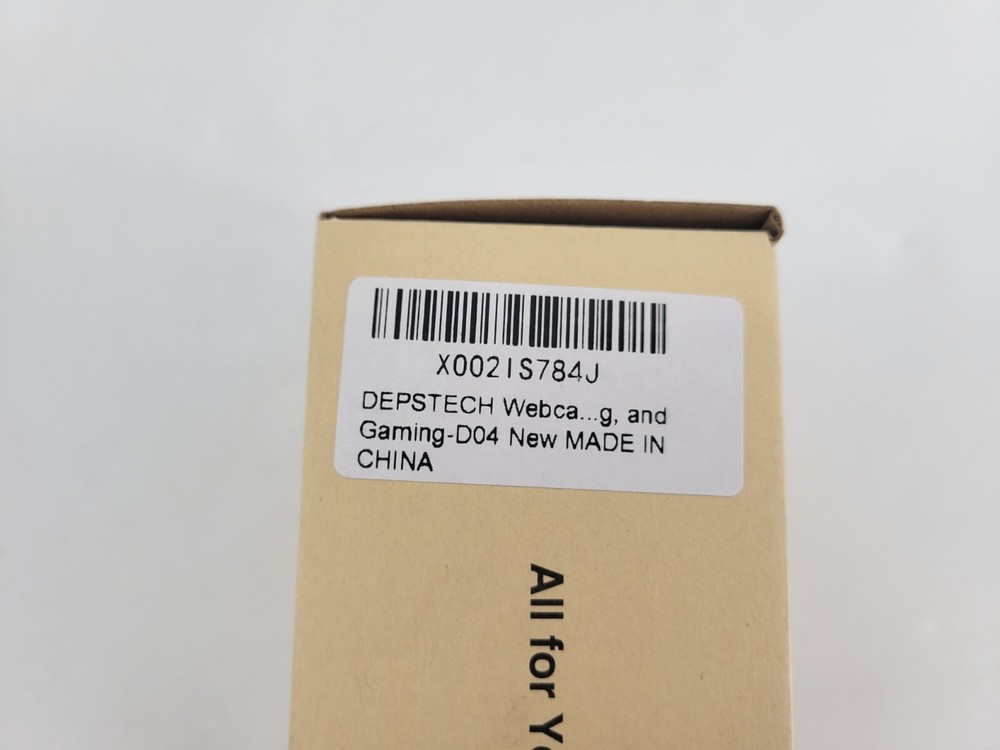 X002IS784J
DEPSTECH Webca...g, and
Gaming-D04 New MADE IN
CHINA
All for